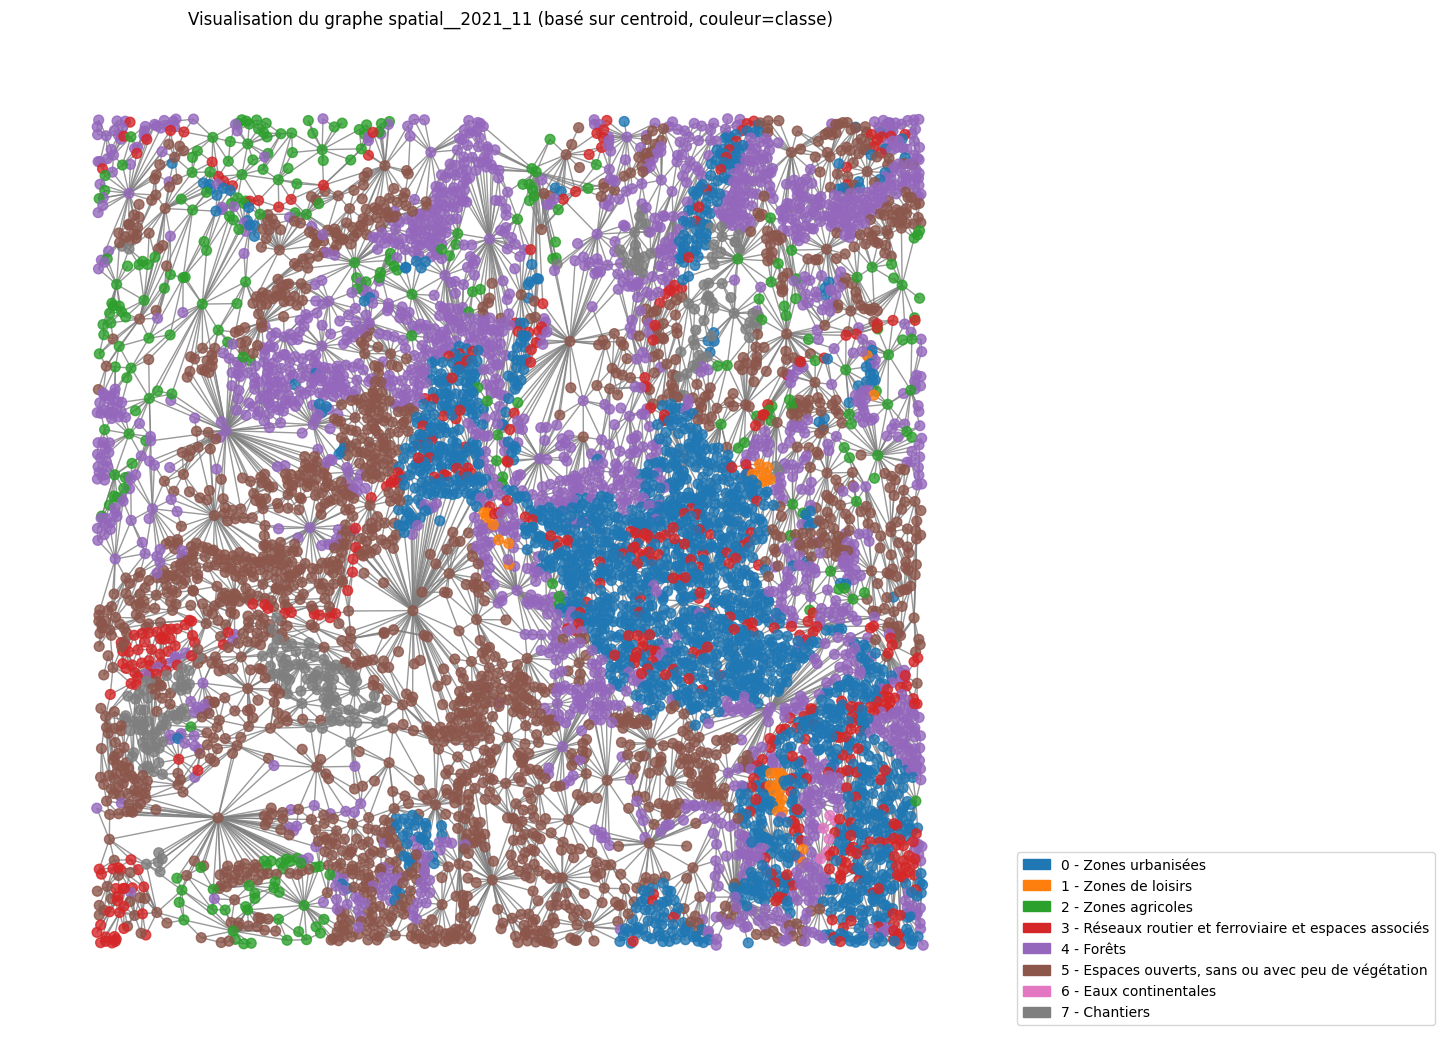 Visualisation du graphe spatial__2021_11 (basé sur centroid, couleur=classe)
0 - Zones urbanisées
1 - Zones de loisirs
2 - Zones agricoles
3 - Réseaux routier et ferroviaire et espaces associés
4 - Forêts
5 - Espaces ouverts, sans ou avec peu de végétation
6 - Eaux continentales
7 - Chantiers